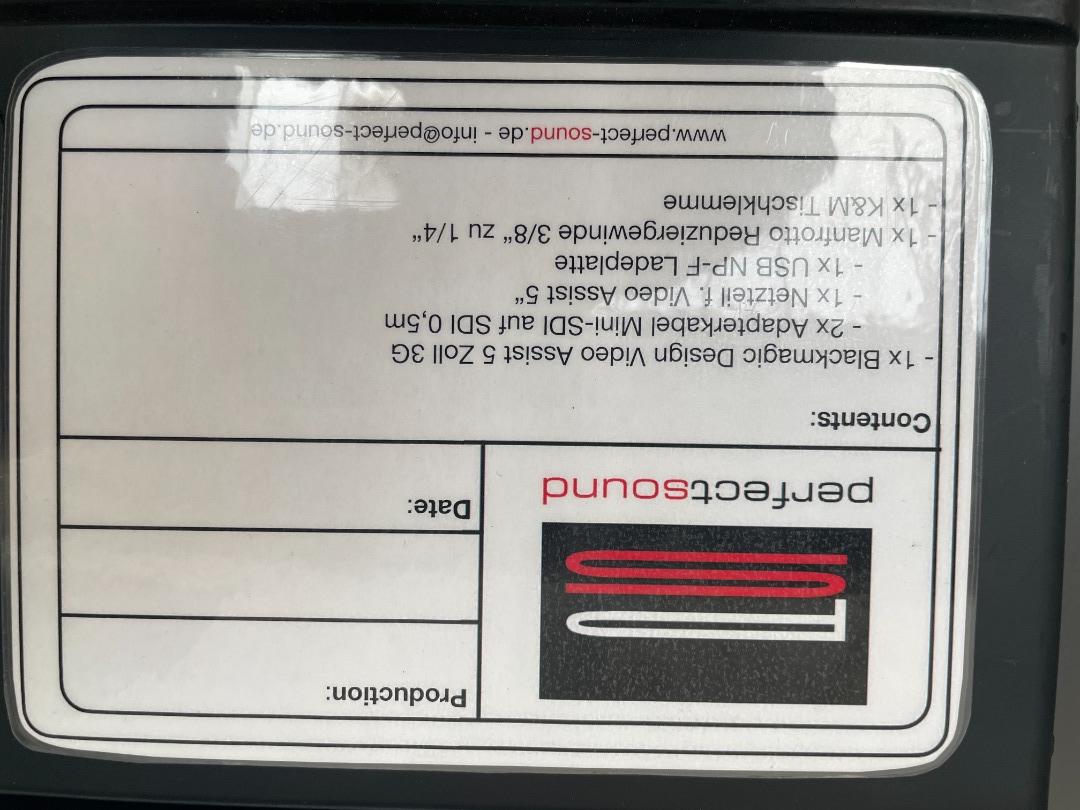 Production:
perfectsound
Date:
Contents:
- 1x Blackmagic Design Video Assist 5 Zoll 3G
- 2x Adapterkabel Mini-SDI auf SDI 0,5m
- 1x Netzteil f. Video Assist 5“
- 1x USB NP-F Ladeplatte
- 1x Manfrotto Reduziergewinde 3/8“ zu 1/4“
- 1x K&M Tischklemme
www.perfect-sound.de - info@perfect-sound.de